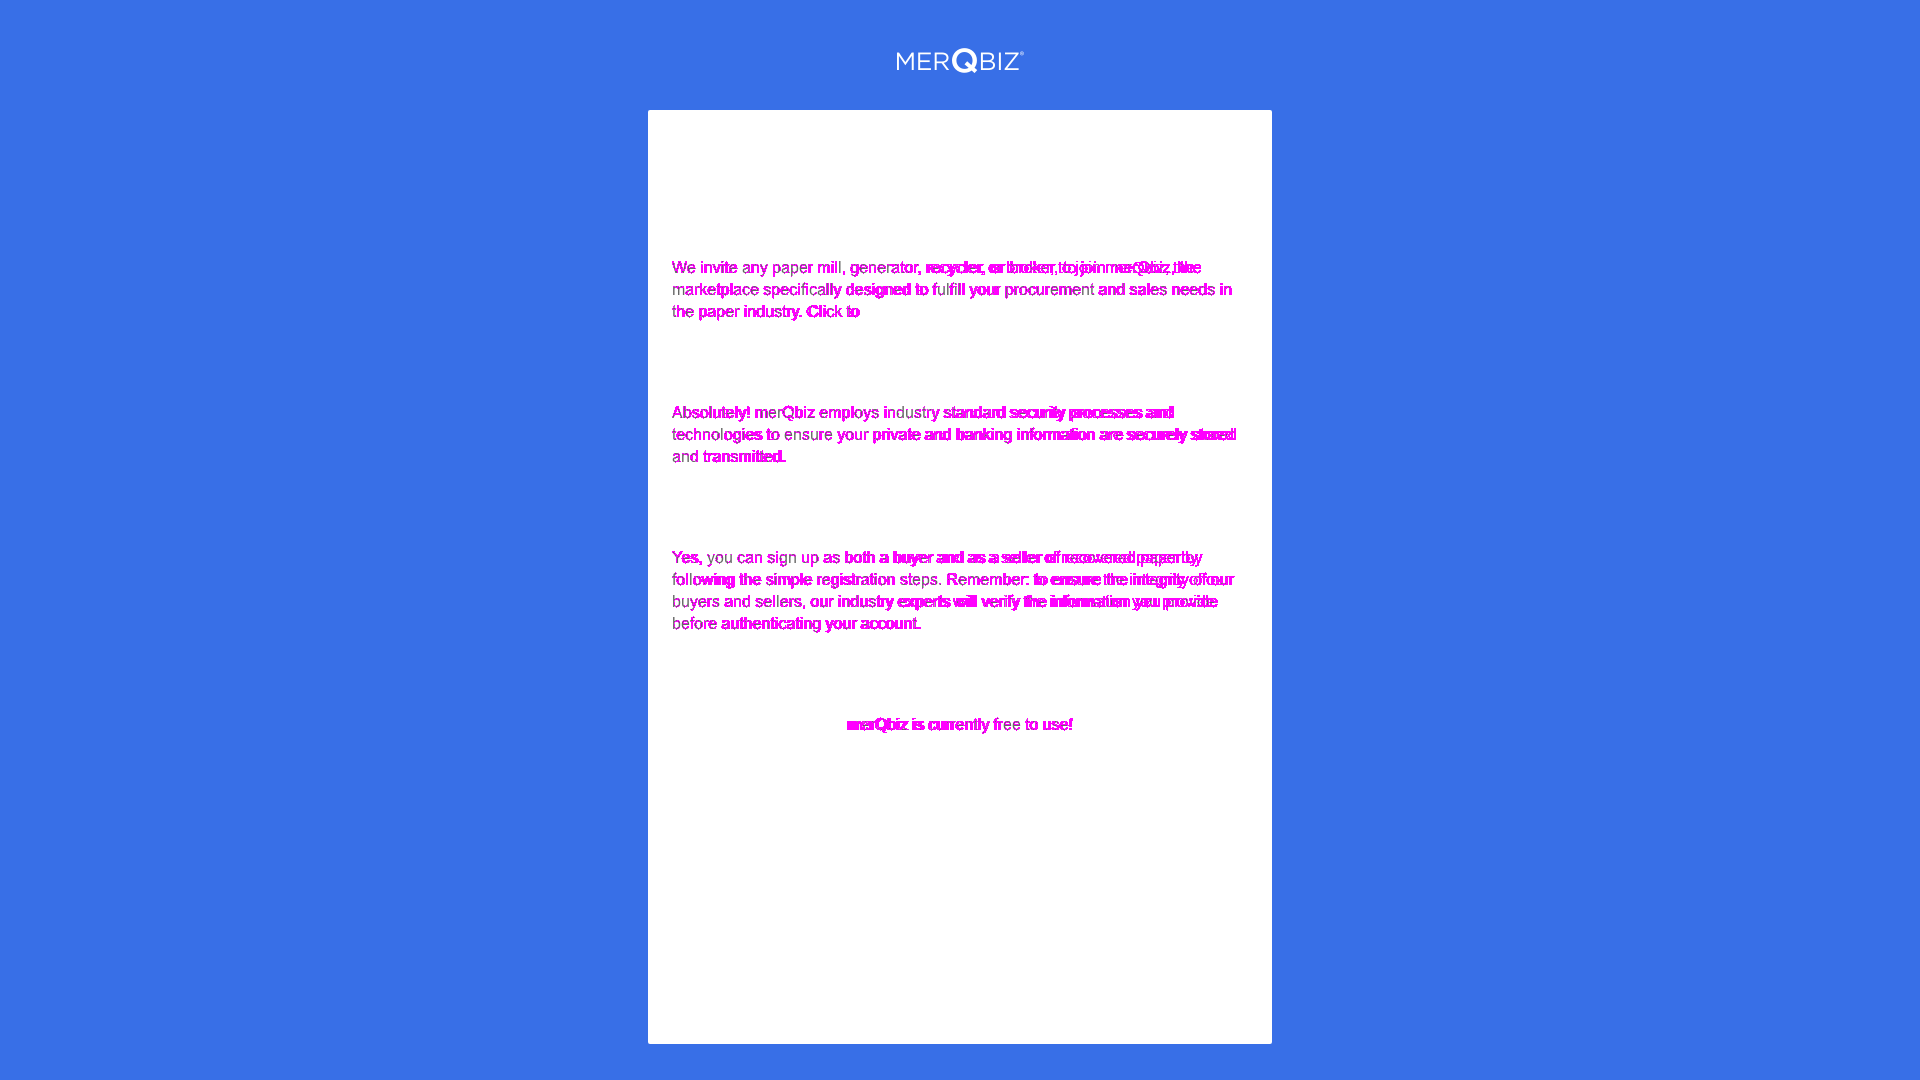 MERQBIZ®
We invite any paper mill, generator, recycler, or broker, to join merQbiz, the
marketplace specifically designed to fulfill your procurement and sales needs in
the paper industry. Click to
Absolutely! merQbiz employs industry standard security processes and
technologies to ensure your private and banking information are securely stored
and transmitted.
Yes, you can sign up as both a buyer and as a seller of recovered paper by
following the simple registration steps. Remember: to ensure the integrity of our
buyers and sellers, our industry experts will verify the information you provide
before authenticating your account.
merQbiz is currently free to use!